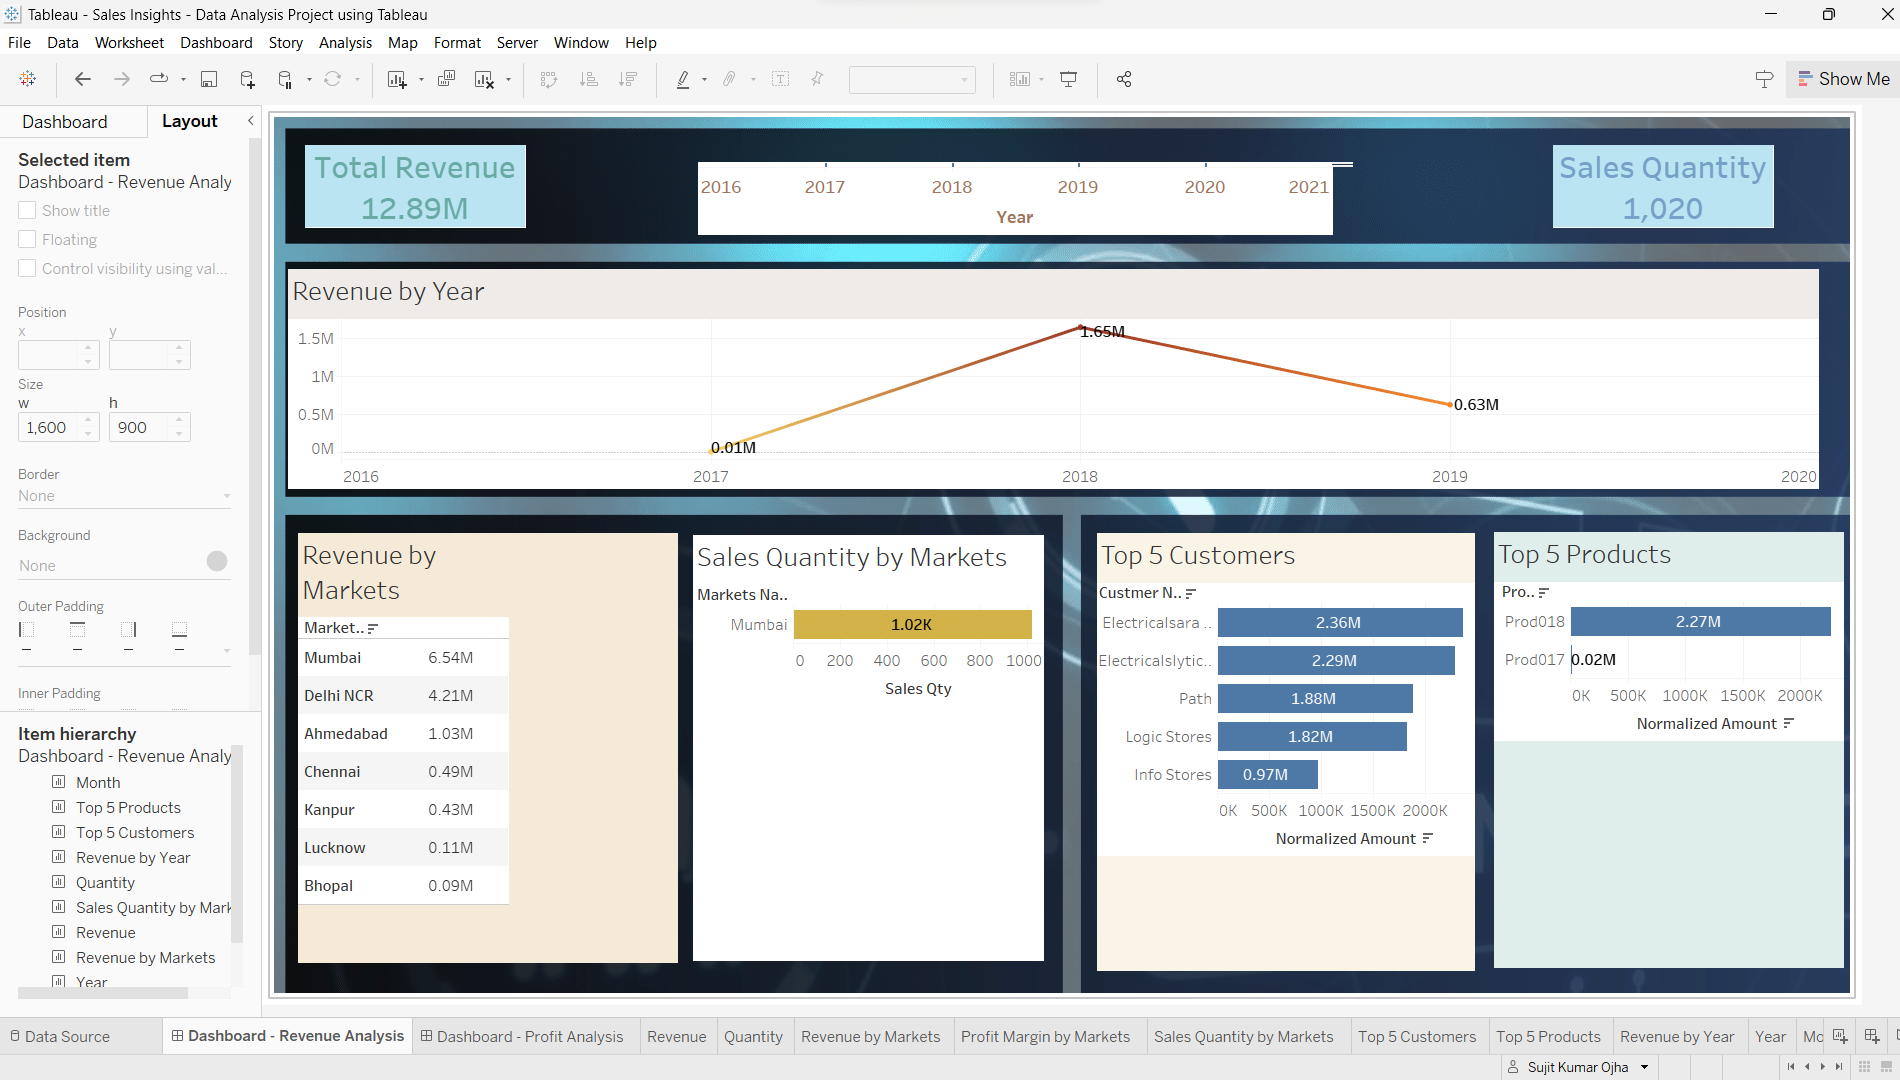 Tableau - Sales Insights - Data Analysis Project using Tableau
File Data Worksheet Dashboard Story Analysis Map Format Server Window Help
Show Me
Dashboard Layout
Selected item
Dashboard - Revenue Analy
Show title
Floating
Control visibility using val...
Position
x y
Size
w h
1,600 900
Border
None
Background
None
Outer Padding
Inner Padding
Item hierarchy
Dashboard - Revenue Analy
Month
Top 5 Products
Top 5 Customers
Revenue by Year
Quantity
Sales Quantity by Mark
Revenue
Revenue by Markets
Year
Total Revenue
12.89M
2016 2017 2018 2019 2020 2021
Year
Sales Quantity
1,020
Revenue by Year
1.5M
1M
0.5M
0M
1.65M
0.63M
0.01M
2016 2017 2018 2019 2020
Revenue by
Markets
Market..
Mumbai 6.54M
Delhi NCR 4.21M
Ahmedabad 1.03M
Chennai 0.49M
Kanpur 0.43M
Lucknow 0.11M
Bhopal 0.09M
Sales Quantity by Markets
Markets Na..
Mumbai 1.02K
0 200 400 600 800 1000
Sales Qty
Top 5 Customers
Custmer N..
Electricalsara .. 2.36M
Electricalslytic.. 2.29M
Path 1.88M
Logic Stores 1.82M
Info Stores 0.97M
0K 500K 1000K 1500K 2000K
Normalized Amount
Top 5 Products
Pro..
Prod018 2.27M
Prod017 0.02M
0K 500K 1000K 1500K 2000K
Normalized Amount
Data Source Dashboard - Revenue Analysis Dashboard - Profit Analysis Revenue Quantity Revenue by Markets Profit Margin by Markets Sales Quantity by Markets Top 5 Customers Top 5 Products Revenue by Year Year Mo
Sujit Kumar Ojha